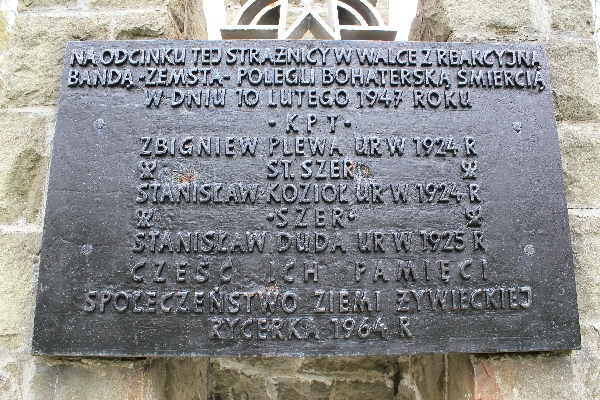 NA ODCINKU TEJ STRAŻNICY W WALCE Z REAKCYJNĄ
BANDĄ -ZEMSTA- POLEGLI BOHATERSKĄ ŚMIERCIĄ
W DNIU 10 LUTEGO 1947 ROKU
·KPT·
ZBIGNIEW PLEWA UR W 1924 R
ST. SZER
STANISŁAW KOZIOŁ UR W 1924 R
·SZER·
STANISŁAW DUDA UR W 1925 R
CZEŚĆ ICH PAMIĘCI
SPOŁECZEŃSTWO ZIEMI ŻYWIECKIEJ
RYCERKA 1964 R